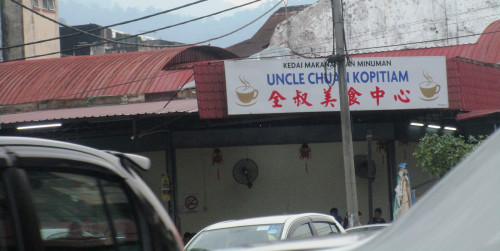 KEDAI MAKANAN DAN MINUMAN
UNCLE CHUAN KOPITIAM
全叔美食中心